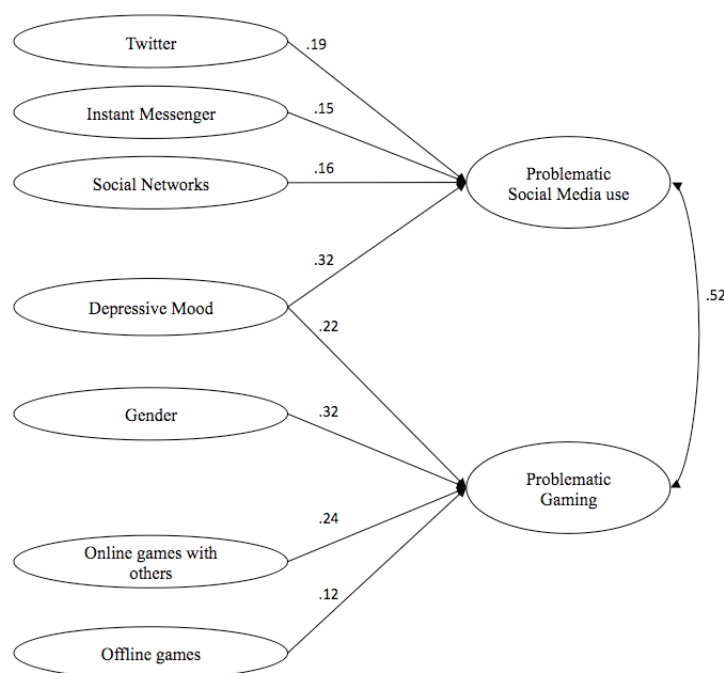 Twitter
.19
Instant Messenger
.15
Social Networks
.16
Problematic
Social Media use
.32
Depressive Mood
.22
.52
Gender
.32
Problematic
Gaming
Online games with
others
.24
.12
Offline games